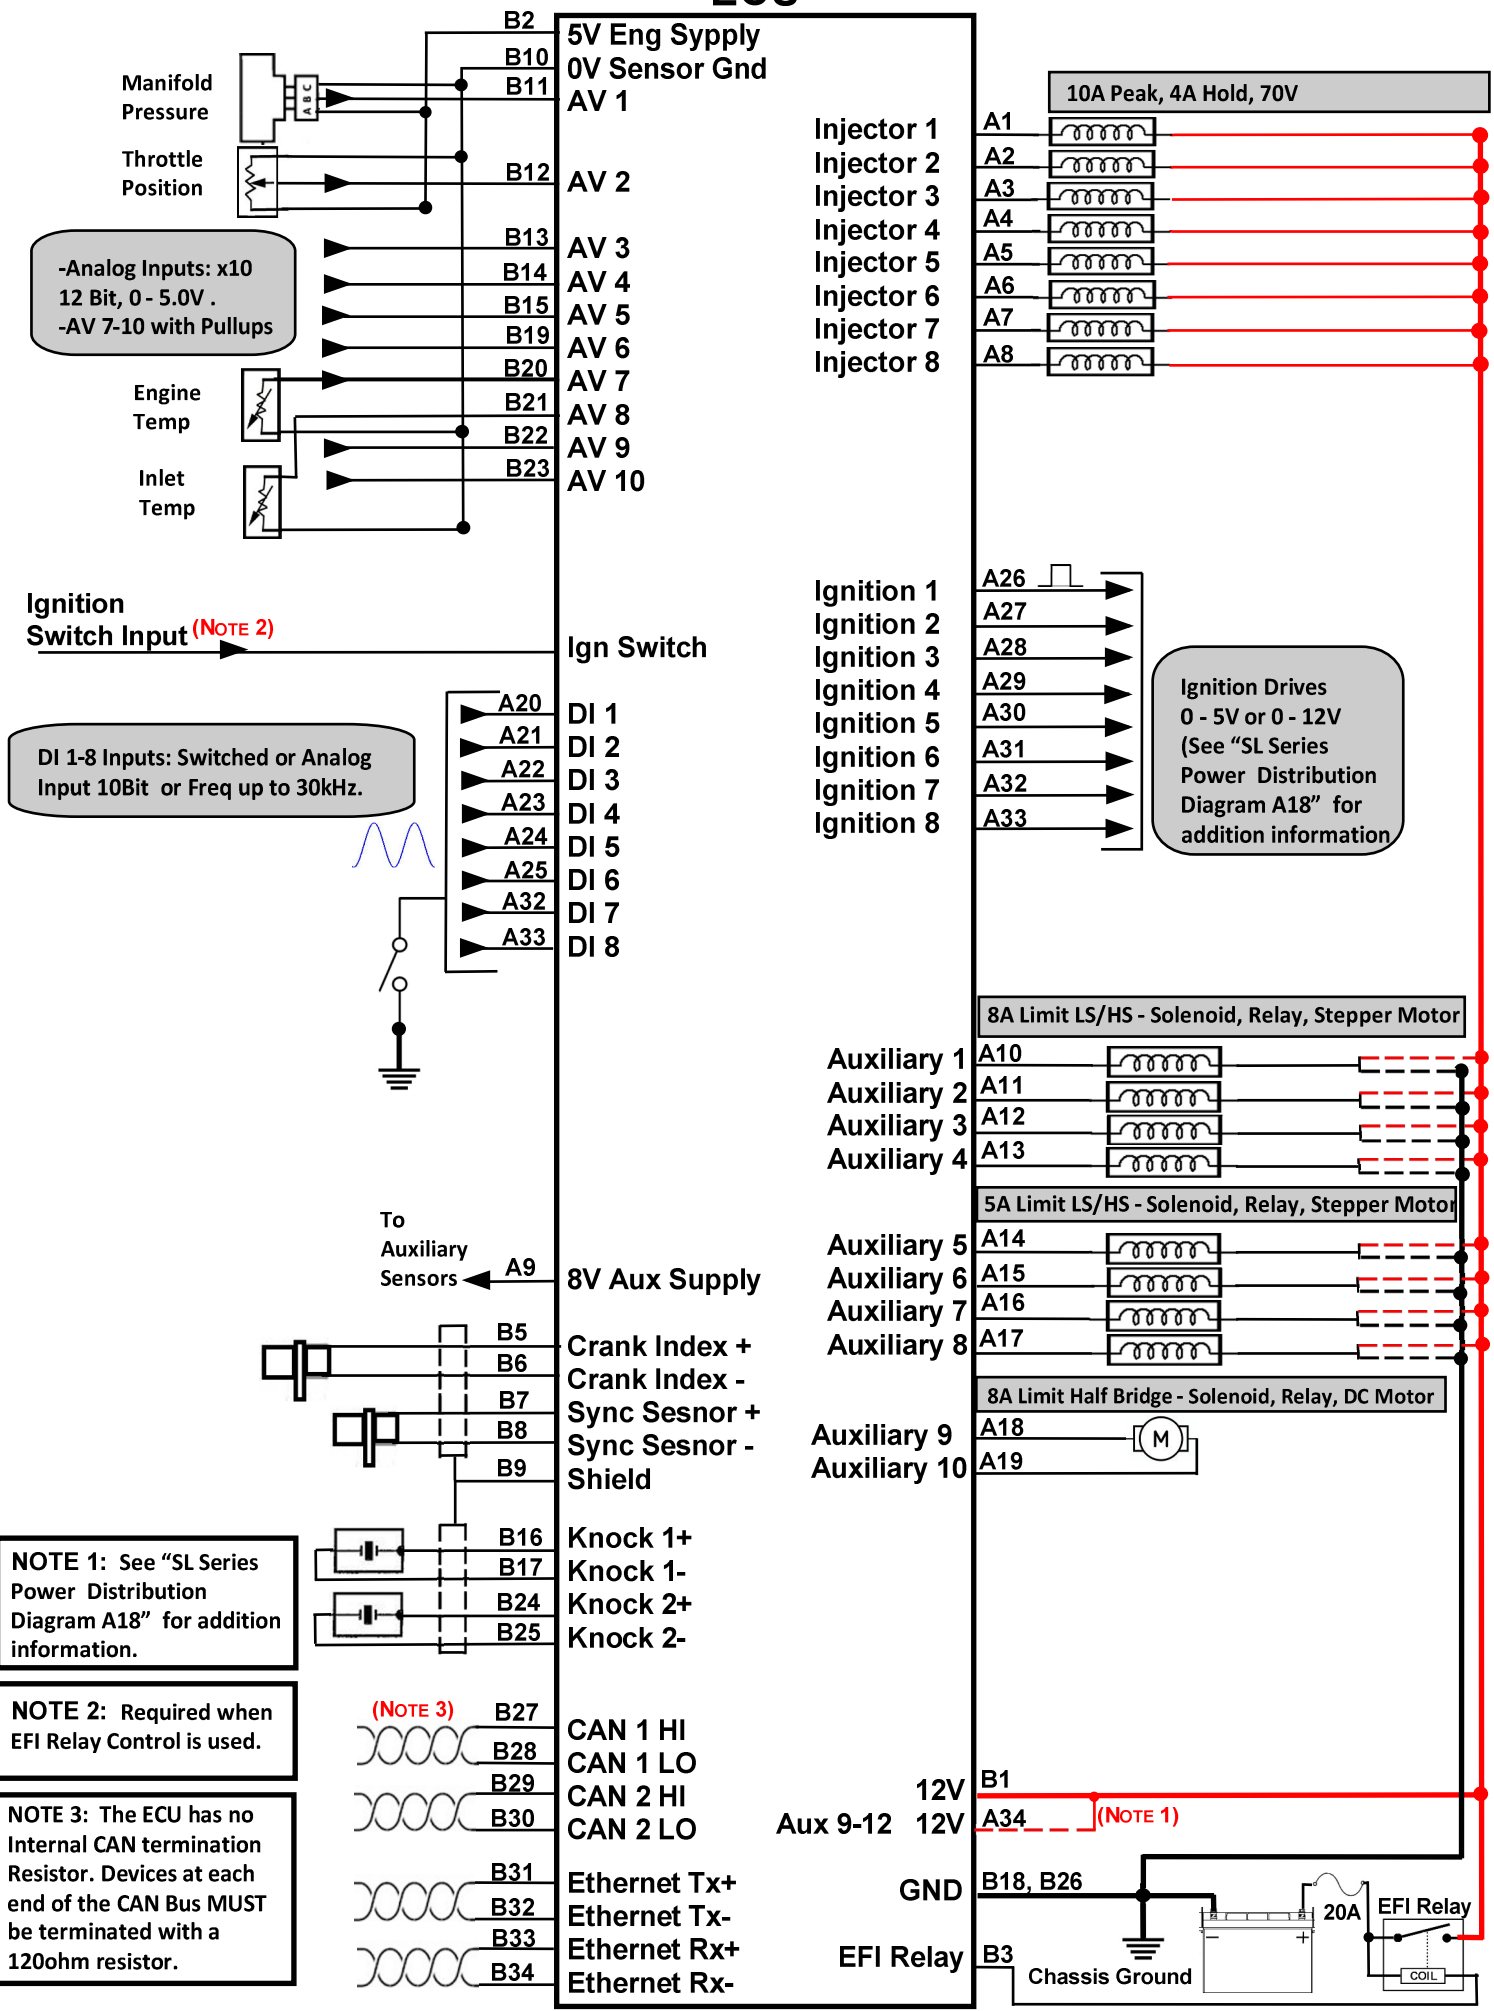 B2
5V Eng Sypply
B10
0V Sensor Gnd
B11
AV 1
Manifold
Pressure
A B C
Throttle
Position
B12
AV 2
-Analog Inputs: x10
12 Bit, 0 - 5.0V .
-AV 7-10 with Pullups
B13
AV 3
B14
AV 4
B15
AV 5
B19
AV 6
B20
AV 7
B21
AV 8
B22
AV 9
B23
AV 10
Engine
Temp
Inlet
Temp
Ignition
Switch Input (NOTE 2)
Ign Switch
DI 1-8 Inputs: Switched or Analog
Input 10Bit or Freq up to 30kHz.
A20
DI 1
A21
DI 2
A22
DI 3
A23
DI 4
A24
DI 5
A25
DI 6
A32
DI 7
A33
DI 8
To
Auxiliary
Sensors
A9
8V Aux Supply
B5
Crank Index +
B6
Crank Index -
B7
Sync Sesnor +
B8
Sync Sesnor -
B9
Shield
B16
Knock 1+
B17
Knock 1-
B24
Knock 2+
B25
Knock 2-
(NOTE 3)
B27
CAN 1 HI
B28
CAN 1 LO
B29
CAN 2 HI
B30
CAN 2 LO
B31
Ethernet Tx+
B32
Ethernet Tx-
B33
Ethernet Rx+
B34
Ethernet Rx-
NOTE 1: See “SL Series
Power Distribution
Diagram A18” for addition
information.
NOTE 2: Required when
EFI Relay Control is used.
NOTE 3: The ECU has no
Internal CAN termination
Resistor. Devices at each
end of the CAN Bus MUST
be terminated with a
120ohm resistor.
10A Peak, 4A Hold, 70V
Injector 1
A1
Injector 2
A2
Injector 3
A3
Injector 4
A4
Injector 5
A5
Injector 6
A6
Injector 7
A7
Injector 8
A8
Ignition 1
A26
Ignition 2
A27
Ignition 3
A28
Ignition 4
A29
Ignition 5
A30
Ignition 6
A31
Ignition 7
A32
Ignition 8
A33
Ignition Drives
0 - 5V or 0 - 12V
(See “SL Series
Power Distribution
Diagram A18” for
addition information
8A Limit LS/HS - Solenoid, Relay, Stepper Motor
Auxiliary 1
A10
Auxiliary 2
A11
Auxiliary 3
A12
Auxiliary 4
A13
5A Limit LS/HS - Solenoid, Relay, Stepper Motor
Auxiliary 5
A14
Auxiliary 6
A15
Auxiliary 7
A16
Auxiliary 8
A17
8A Limit Half Bridge - Solenoid, Relay, DC Motor
Auxiliary 9
A18
M
Auxiliary 10
A19
12V
B1
Aux 9-12 12V
A34
(NOTE 1)
GND
B18, B26
20A
EFI Relay
- +
COIL
EFI Relay
B3
Chassis Ground